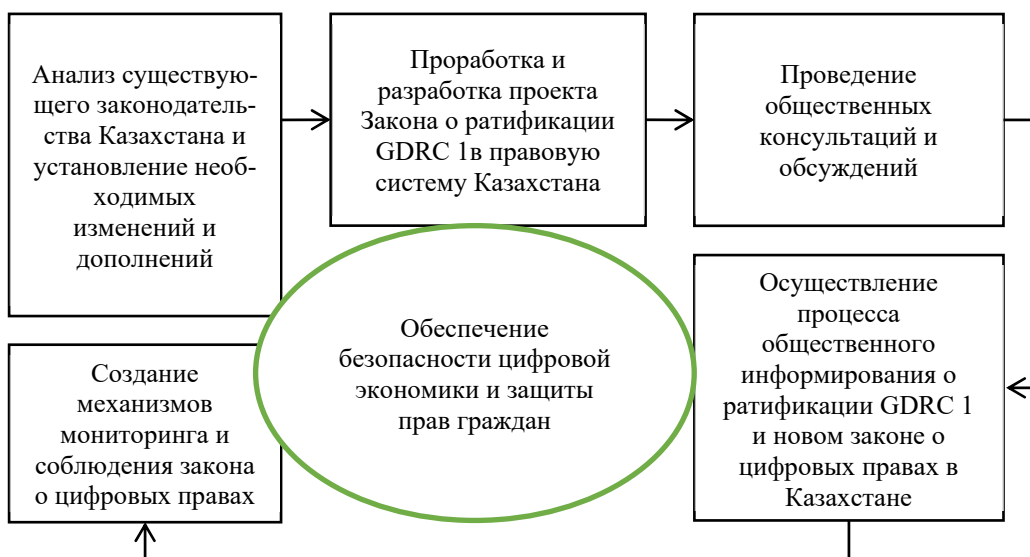 Анализ существую-
щего законодатель-
ства Казахстана и
установление необ-
ходимых
изменений и
дополнений
Проработка и
разработка проекта
Закона о ратификации
GDRC 1в правовую
систему Казахстана
Проведение
общественных
консультаций и
обсуждений
Обеспечение
безопасности цифровой
экономики и защиты
прав граждан
Осуществление
процесса
общественного
информирования о
ратификации GDRC 1
и новом законе о
цифровых правах в
Казахстане
Создание
механизмов
мониторинга и
соблюдения закона
о цифровых правах